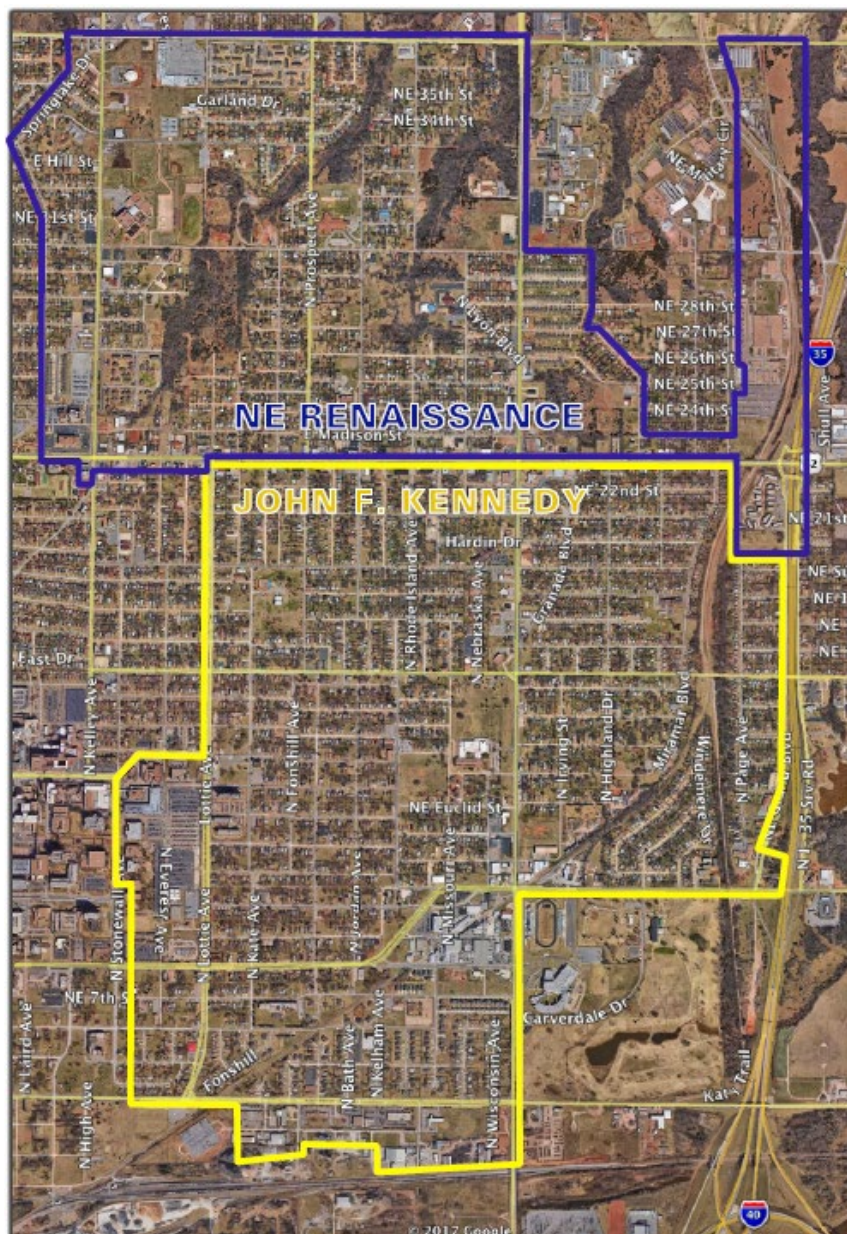 Springlake Dr
Garland Dr
NE 35th St
NE 34th St
E Hill St
NE Military Cir
NE 31st St
N Prospect Ave
N Lyon Blvd
NE 28th St
NE 27th St
NE 26th St
35
NE 25th St
NE 24th St
NE RENAISSANCE
Shull Ave
E Madison St
JOHN F. KENNEDY
NE 22nd St
NE 21st
Hardin Dr
N Rhode Island Ave
N Nebraska Ave
Granada Blvd
East Dr
N Kelley Ave
N Fonshill Ave
Miramar Blvd
N Irving St
N Highland Dr
N Page Ave
N I-35 Srv Rd
Lottie Ave
NE Euclid St
N Everest Ave
N Missouri Ave
N Jordan Ave
N Kate Ave
N Lottie Ave
NE 7th St
Carverdale Dr
N Laird Ave
Fonshill
N Bath Ave
N Kelham Ave
N Wisconsin Ave
Katy Trail
N High Ave
40
© 2017 Google